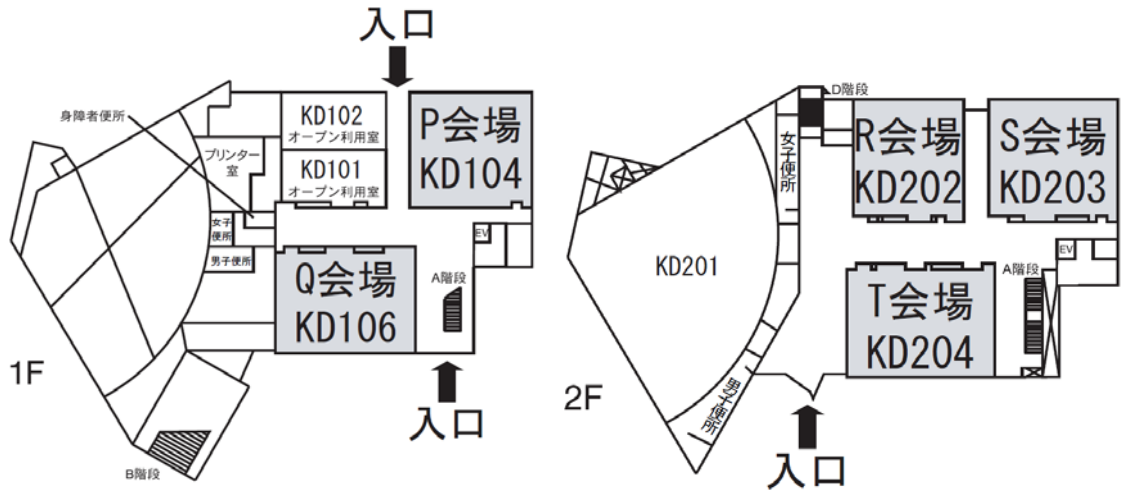 入口
身障者便所
KD102
オープン利用室
P会場
KD104
プリンター
室
KD101
オープン利用室
女子
便所
男子便所
EV
Q会場
KD106
A階段
1F
入口
B階段
D階段
女子便所
R会場
KD202
S会場
KD203
KD201
EV
T会場
KD204
A階段
2F
男子便所
入口